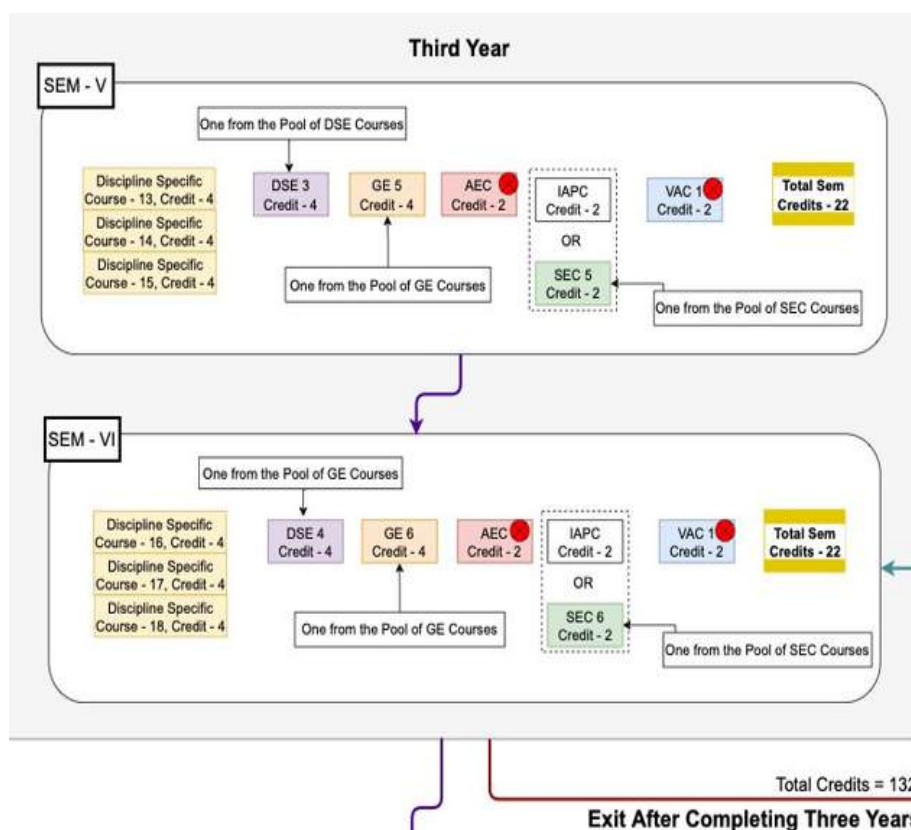 Third Year
SEM - V
One from the Pool of DSE Courses
Discipline Specific
Course - 13, Credit - 4
Discipline Specific
Course - 14, Credit - 4
Discipline Specific
Course - 15, Credit - 4
DSE 3
Credit - 4
GE 5
Credit - 4
One from the Pool of GE Courses
AEC
Credit - 2
IAPC
Credit - 2
OR
SEC 5
Credit - 2
VAC 1
Credit - 2
One from the Pool of SEC Courses
Total Sem
Credits - 22
SEM - VI
One from the Pool of GE Courses
Discipline Specific
Course - 16, Credit - 4
Discipline Specific
Course - 17, Credit - 4
Discipline Specific
Course - 18, Credit - 4
DSE 4
Credit - 4
GE 6
Credit - 4
One from the Pool of GE Courses
AEC
Credit - 2
IAPC
Credit - 2
OR
SEC 6
Credit - 2
VAC 1
Credit - 2
One from the Pool of SEC Courses
Total Sem
Credits - 22
Total Credits = 132
Exit After Completing Three Years